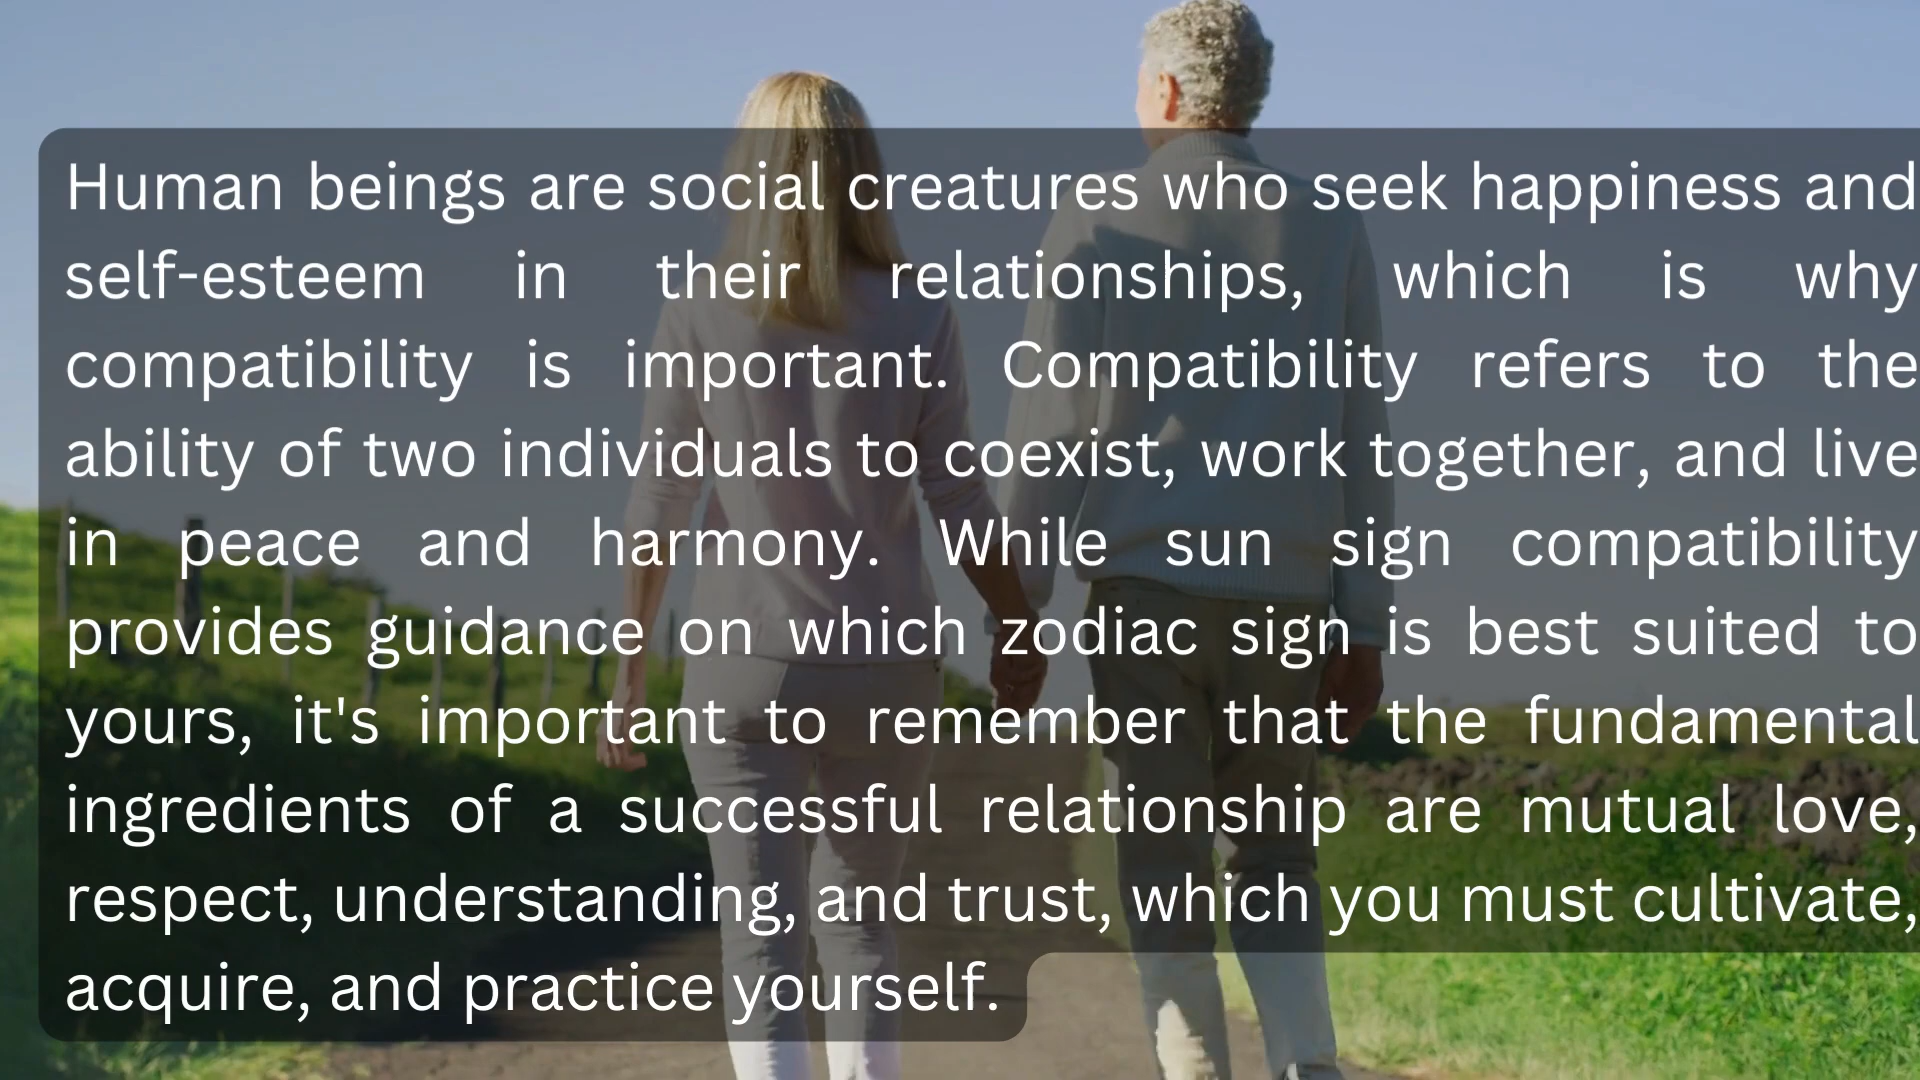 Human beings are social creatures who seek happiness and
self-esteem in their relationships, which is why
compatibility is important. Compatibility refers to the
ability of two individuals to coexist, work together, and live
in peace and harmony. While sun sign compatibility
provides guidance on which zodiac sign is best suited to
yours, it's important to remember that the fundamental
ingredients of a successful relationship are mutual love,
respect, understanding, and trust, which you must cultivate,
acquire, and practice yourself.